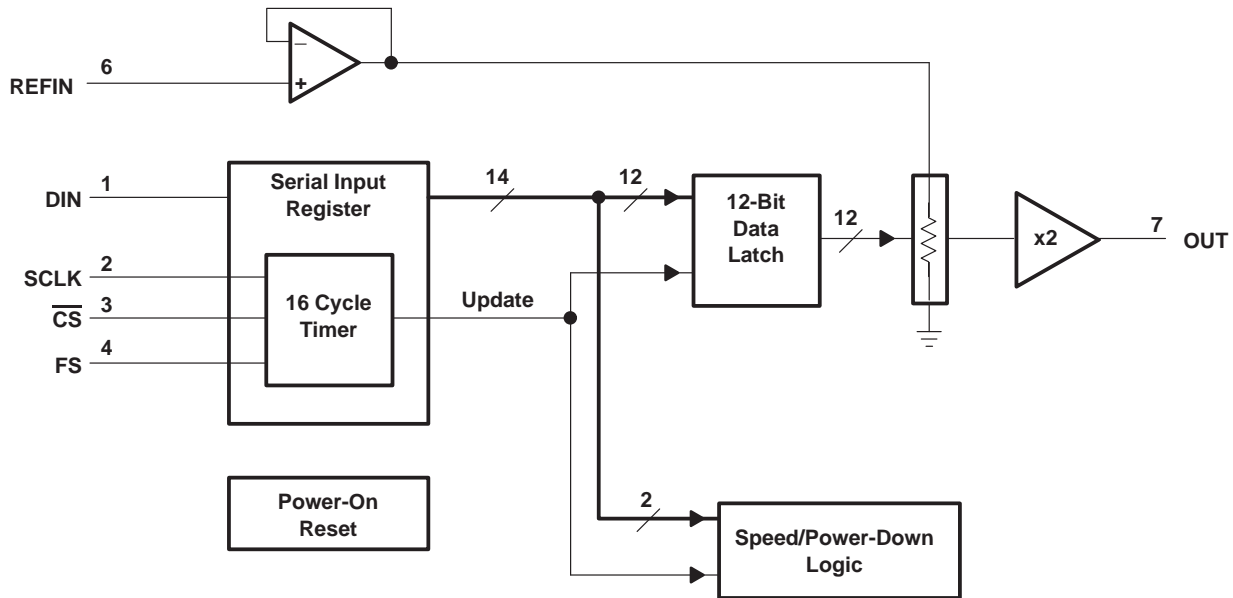 6
REFIN
−
+
1
DIN
Serial Input
Register
14
12
12-Bit
Data
Latch
12
x2
7
OUT
2
SCLK
3
C̅S̅
4
FS
16 Cycle
Timer
Update
Power-On
Reset
2
Speed/Power-Down
Logic